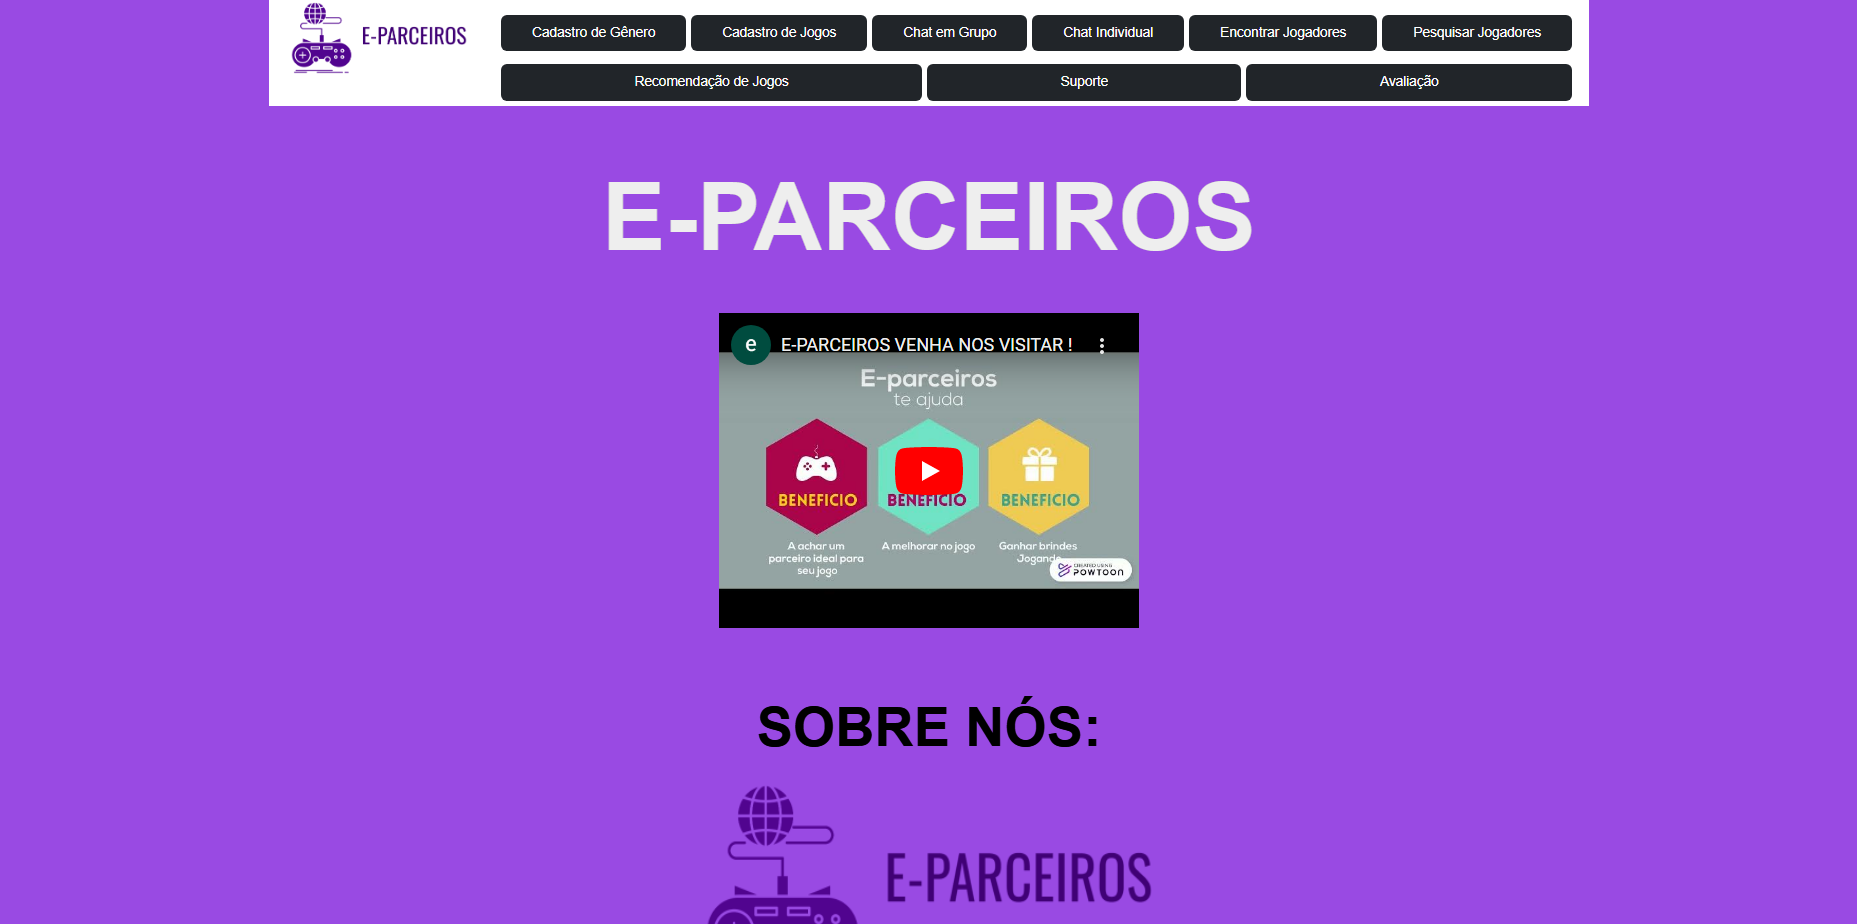 E-PARCEIROS
Cadastro de Gênero
Cadastro de Jogos
Chat em Grupo
Chat Individual
Encontrar Jogadores
Pesquisar Jogadores
Recomendação de Jogos
Suporte
Avaliação
E-PARCEIROS
e
E-PARCEIROS VENHA NOS VISITAR !
E-parceiros
te ajuda
BENEFICIO
BENEFICIO
BENEFICIO
A achar um
parceiro ideal para
seu jogo
A melhorar no jogo
Ganhar brindes
Jogando
CREATED USING
POWTOON
SOBRE NÓS:
E-PARCEIROS